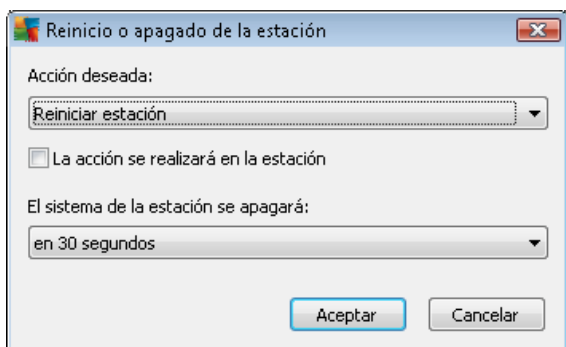 Reinicio o apagado de la estación
Acción deseada:
Reiniciar estación
La acción se realizará en la estación
El sistema de la estación se apagará:
en 30 segundos
Aceptar
Cancelar